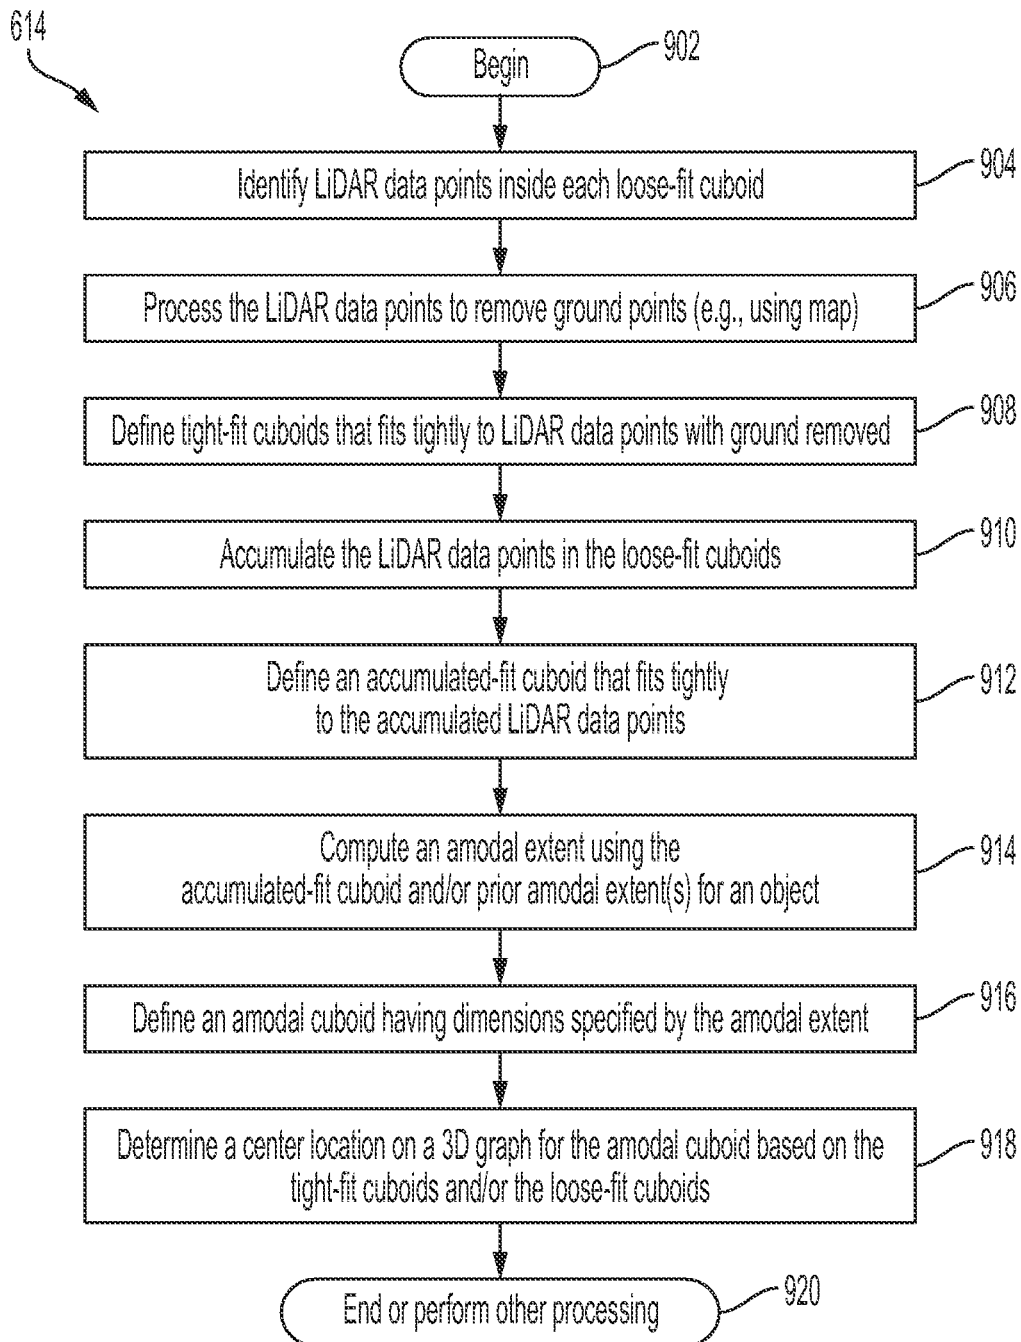 614
Begin
902
Identify LiDAR data points inside each loose-fit cuboid
904
Process the LiDAR data points to remove ground points (e.g., using map)
906
Define tight-fit cuboids that fits tightly to LiDAR data points with ground removed
908
Accumulate the LiDAR data points in the loose-fit cuboids
910
Define an accumulated-fit cuboid that fits tightly
to the accumulated LiDAR data points
912
Compute an amodal extent using the
accumulated-fit cuboid and/or prior amodal extent(s) for an object
914
Define an amodal cuboid having dimensions specified by the amodal extent
916
Determine a center location on a 3D graph for the amodal cuboid based on the
tight-fit cuboids and/or the loose-fit cuboids
918
End or perform other processing
920